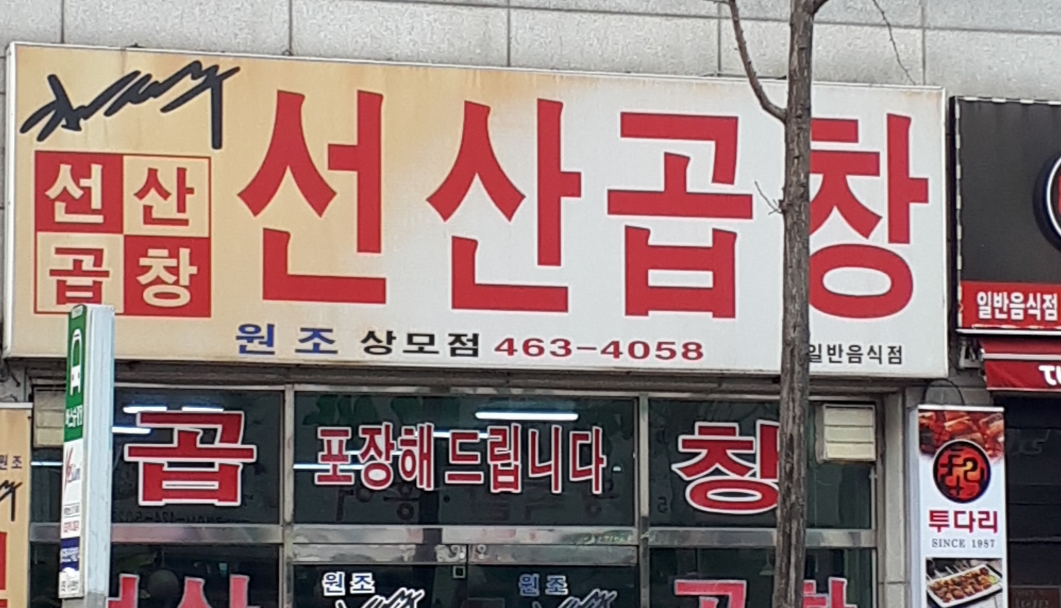 선산
곱창
선산곱창
원조 상모점 463-4058
일반음식점
일반음식점
곱
포장해 드립니다
창
원조
원조
원조
투다리
SINCE 1987